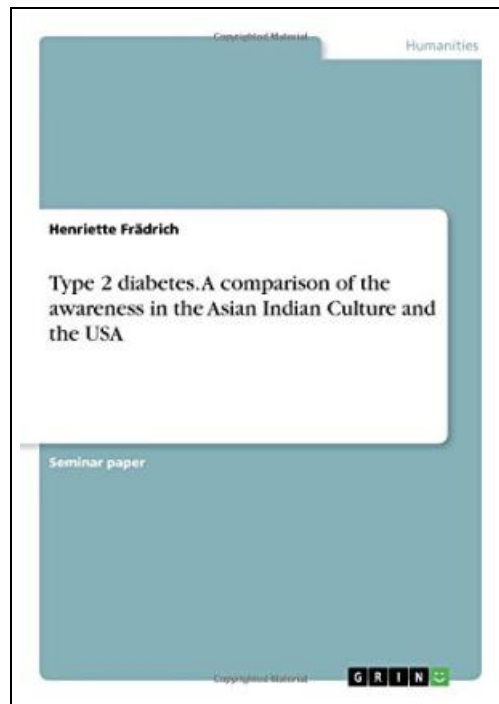 Copyrighted Material
Humanities
Henriette Frädrich
Type 2 diabetes. A comparison of the
awareness in the Asian Indian Culture and
the USA
Seminar paper
Copyrighted Material
GRIN